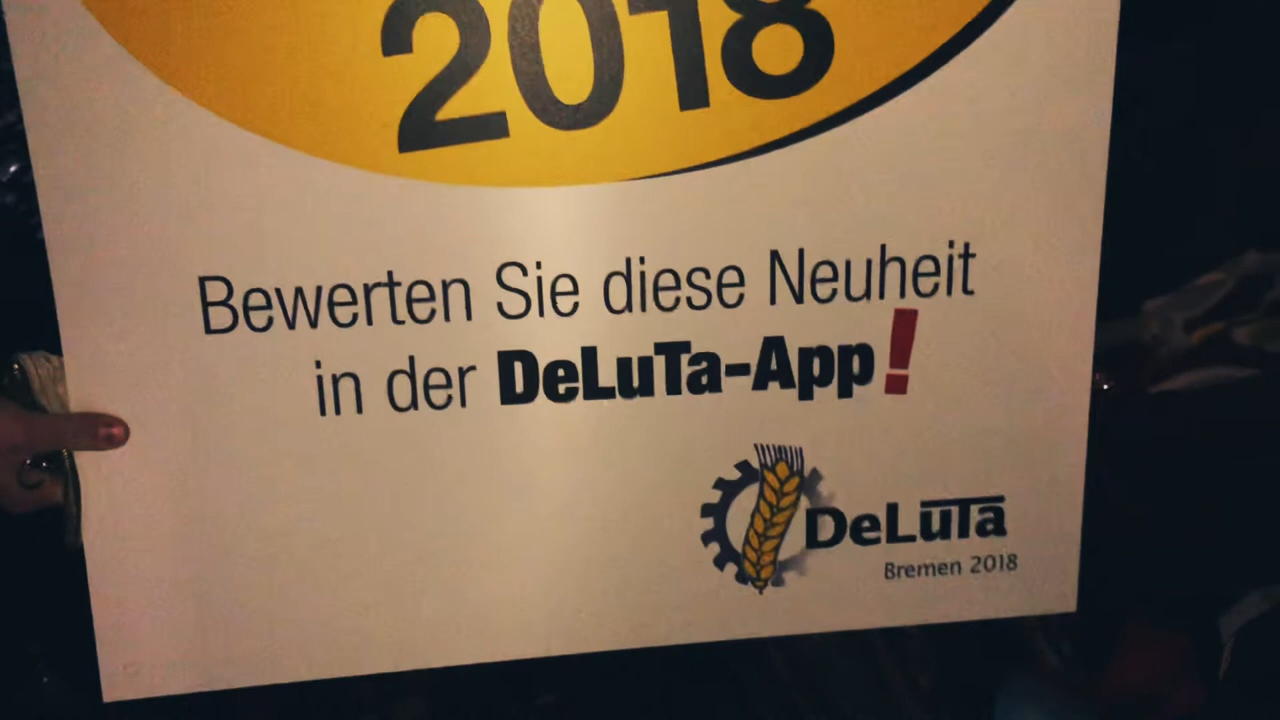 2018
Bewerten Sie diese Neuheit
in der DeLuTa-App!
DeLuTa
Bremen 2018